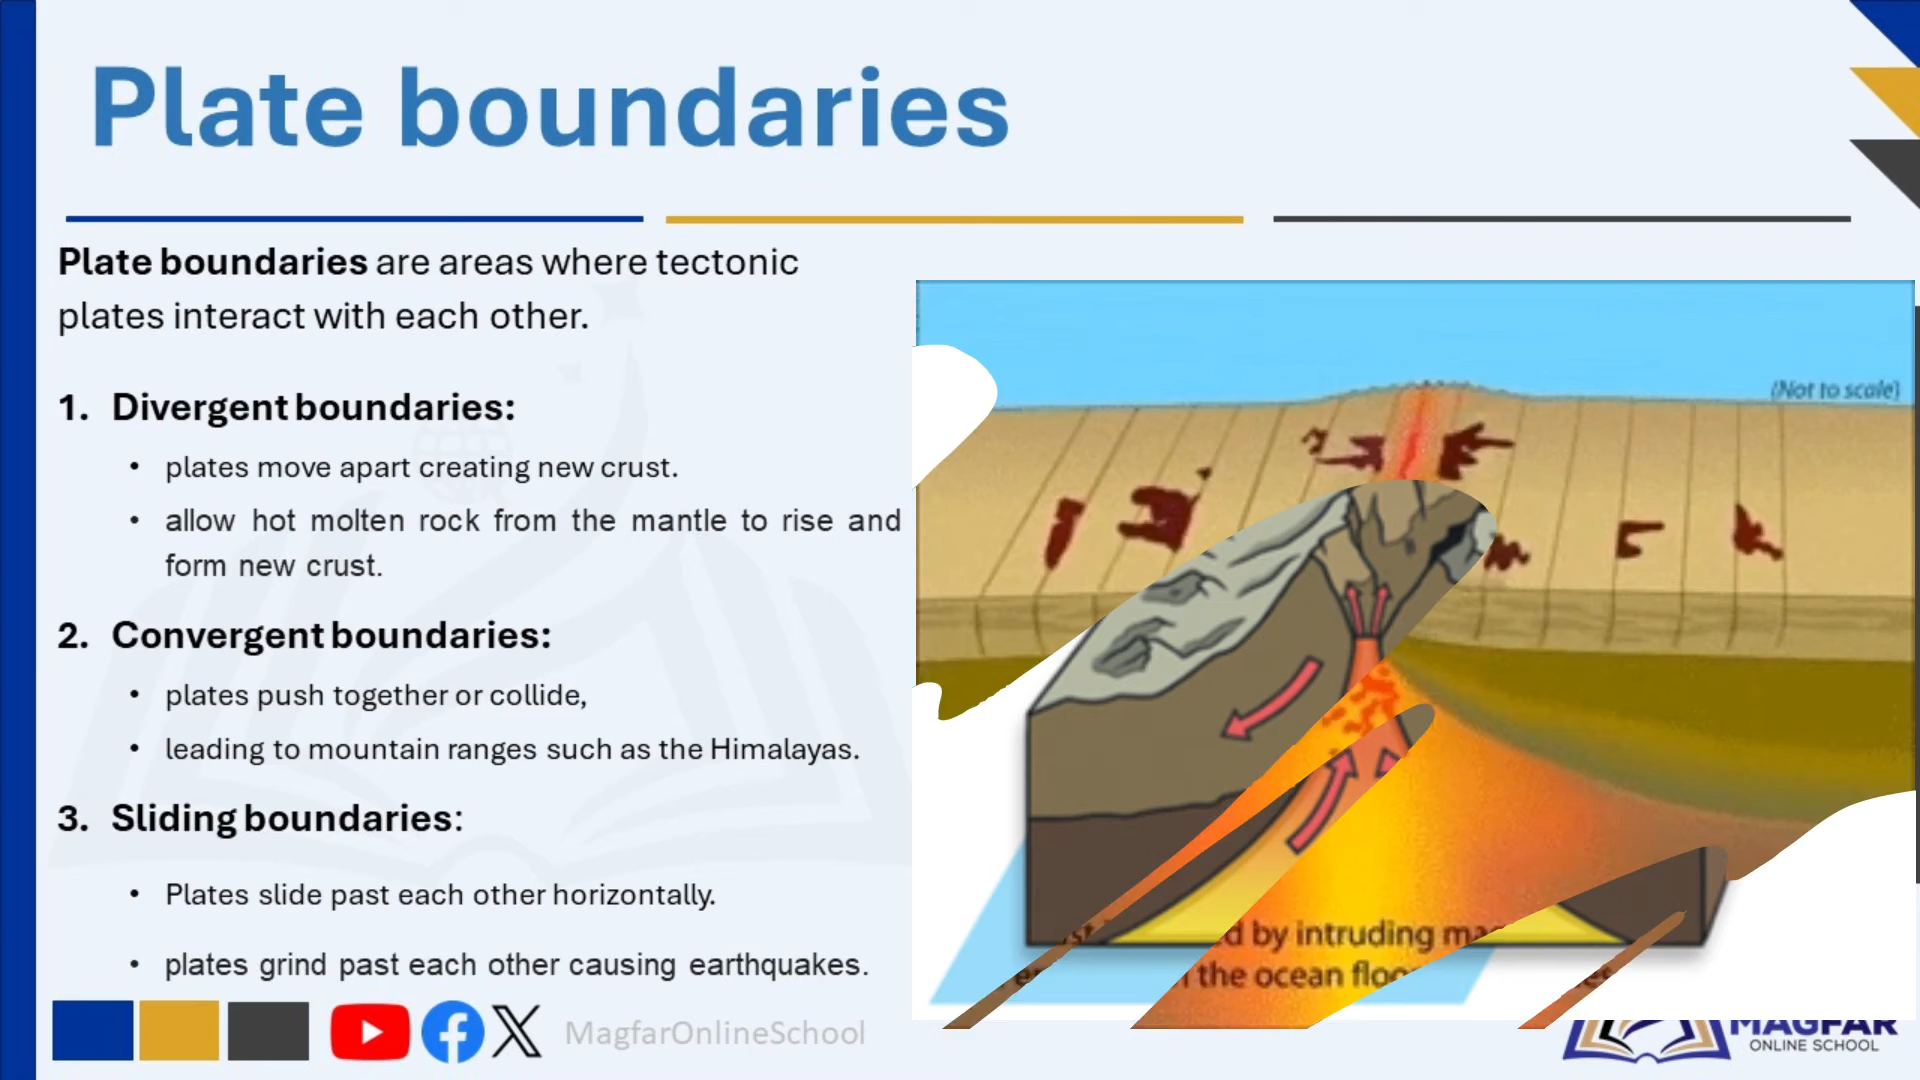 Plate boundaries
Plate boundaries are areas where tectonic
plates interact with each other.
1. Divergent boundaries:
• plates move apart creating new crust.
• allow hot molten rock from the mantle to rise and
form new crust.
2. Convergent boundaries:
• plates push together or collide,
• leading to mountain ranges such as the Himalayas.
3. Sliding boundaries:
• Plates slide past each other horizontally.
• plates grind past each other causing earthquakes.
(Not to scale)
by intruding
the ocean
MagfarOnlineSchool
MAGFAR
ONLINE SCHOOL